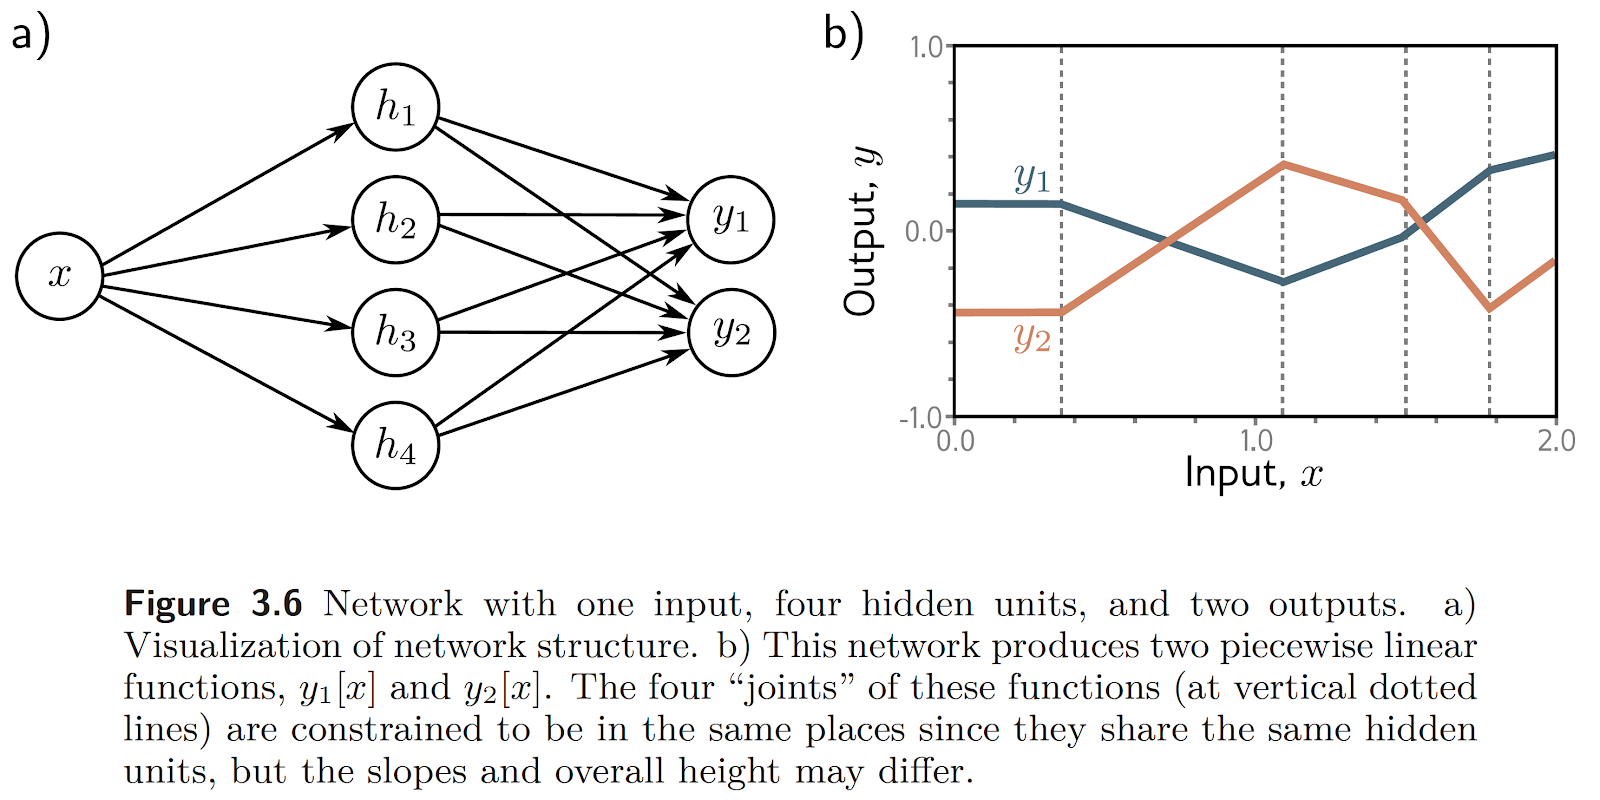 a)
x
h1
h2
h3
h4
y1
y2
b)
1.0
0.0
-1.0
Output, y
y1
y2
0.0 1.0 2.0
Input, x
Figure 3.6 Network with one input, four hidden units, and two outputs. a)
Visualization of network structure. b) This network produces two piecewise linear
functions, y1[x] and y2[x]. The four “joints” of these functions (at vertical dotted
lines) are constrained to be in the same places since they share the same hidden
units, but the slopes and overall height may differ.